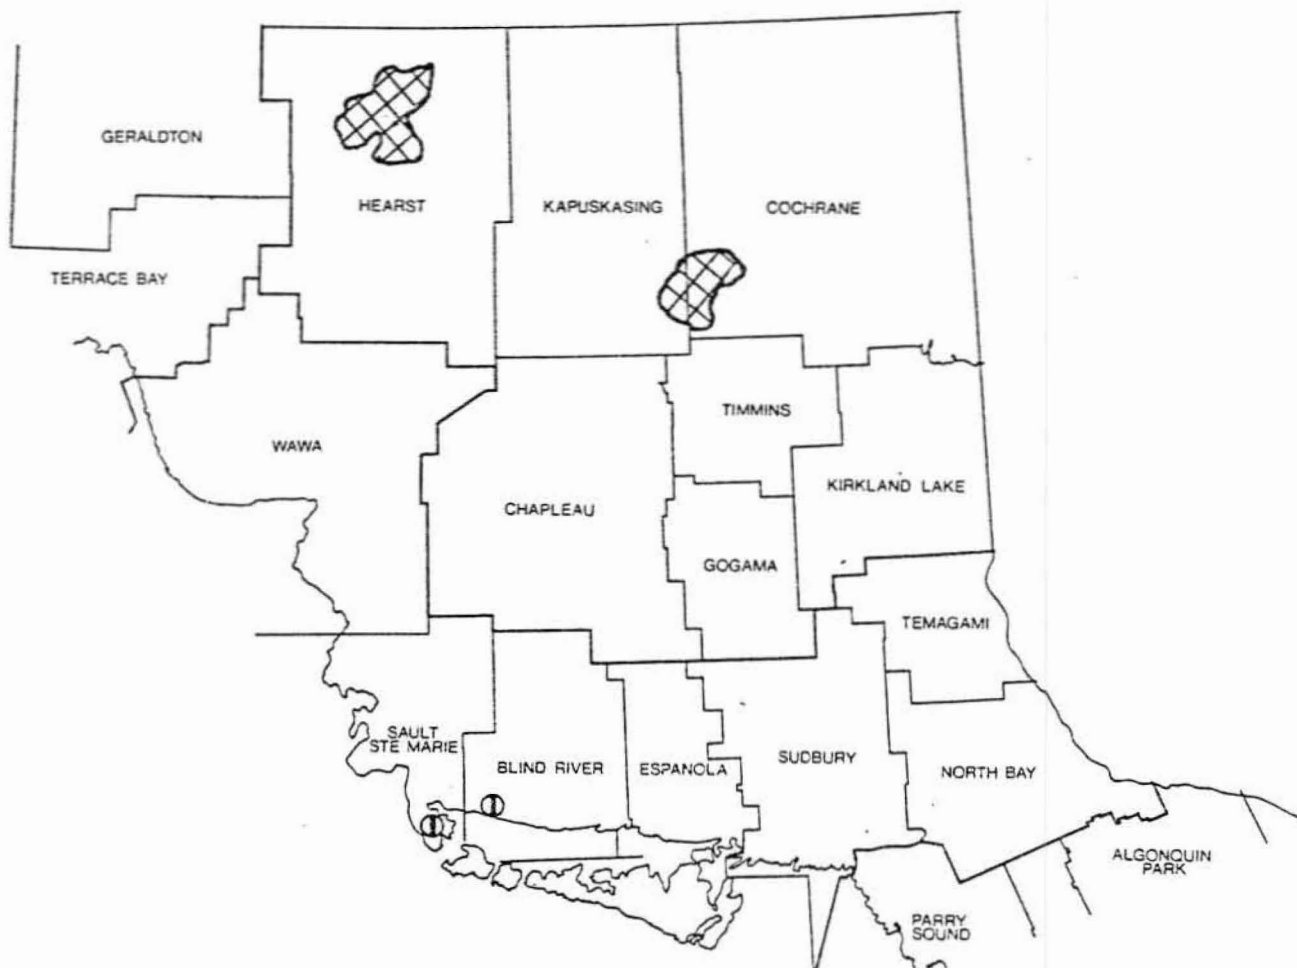 GERALDTON
HEARST
KAPUSKASING
COCHRANE
TERRACE BAY
TIMMINS
WAWA
KIRKLAND LAKE
CHAPLEAU
GOGAMA
TEMAGAMI
SAULT
STE MARIE
BLIND RIVER
ESPANOLA
SUDBURY
NORTH BAY
ALGONQUIN
PARK
PARRY
SOUND